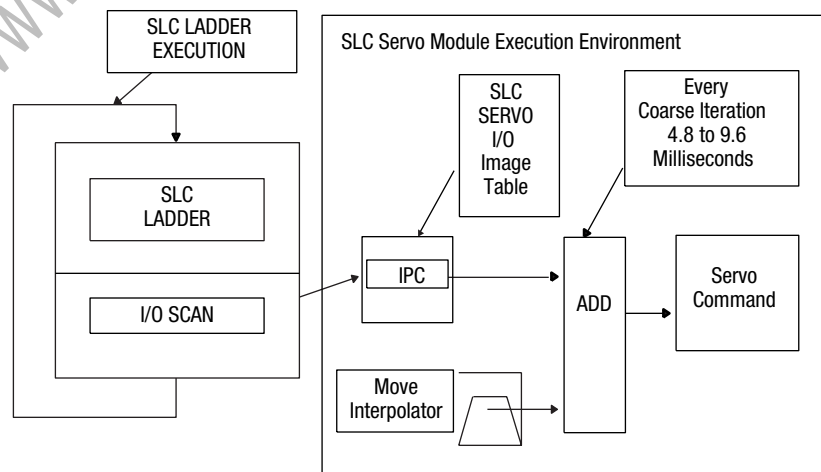 SLC LADDER
EXECUTION
SLC Servo Module Execution Environment
SLC
SERVO
I/O
Image
Table
Every
Coarse Iteration
4.8 to 9.6
Milliseconds
SLC
LADDER
I/O SCAN
IPC
ADD
Servo
Command
Move
Interpolator